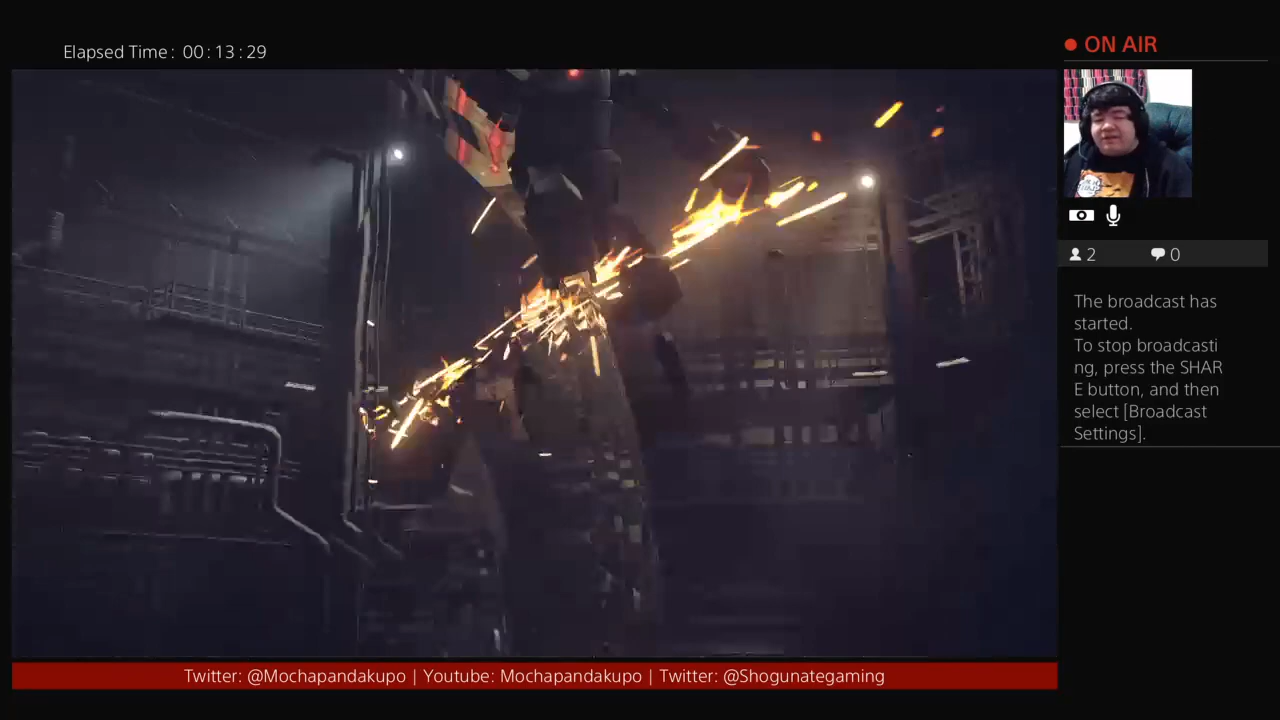 Elapsed Time: 00:13:29
ON AIR
2 0
The broadcast has
started.
To stop broadcasti
ng, press the SHAR
E button, and then
select [Broadcast
Settings].
Twitter: @Mochapandakupo | Youtube: Mochapandakupo | Twitter: @Shogunategaming